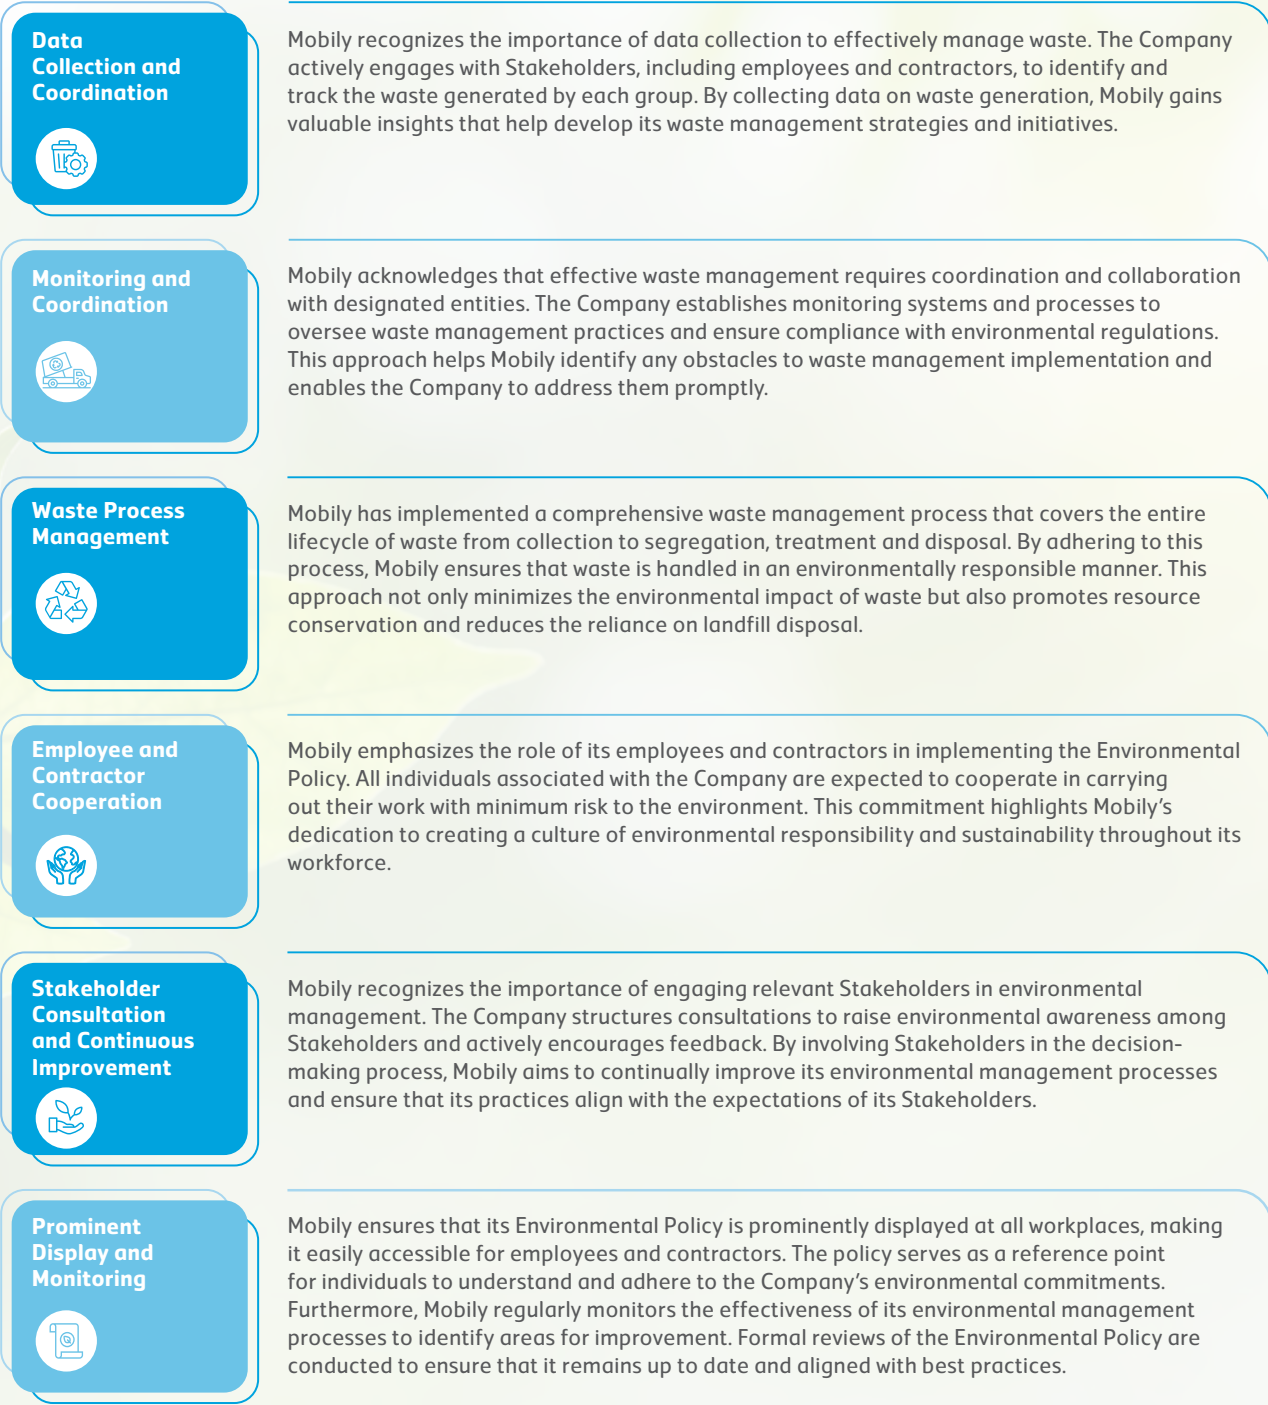 Data
Collection and
Coordination
Mobily recognizes the importance of data collection to effectively manage waste. The Company
actively engages with Stakeholders, including employees and contractors, to identify and
track the waste generated by each group. By collecting data on waste generation, Mobily gains
valuable insights that help develop its waste management strategies and initiatives.
Monitoring and
Coordination
Mobily acknowledges that effective waste management requires coordination and collaboration
with designated entities. The Company establishes monitoring systems and processes to
oversee waste management practices and ensure compliance with environmental regulations.
This approach helps Mobily identify any obstacles to waste management implementation and
enables the Company to address them promptly.
Waste Process
Management
Mobily has implemented a comprehensive waste management process that covers the entire
lifecycle of waste from collection to segregation, treatment and disposal. By adhering to this
process, Mobily ensures that waste is handled in an environmentally responsible manner. This
approach not only minimizes the environmental impact of waste but also promotes resource
conservation and reduces the reliance on landfill disposal.
Employee and
Contractor
Cooperation
Mobily emphasizes the role of its employees and contractors in implementing the Environmental
Policy. All individuals associated with the Company are expected to cooperate in carrying
out their work with minimum risk to the environment. This commitment highlights Mobily’s
dedication to creating a culture of environmental responsibility and sustainability throughout its
workforce.
Stakeholder
Consultation
and Continuous
Improvement
Mobily recognizes the importance of engaging relevant Stakeholders in environmental
management. The Company structures consultations to raise environmental awareness among
Stakeholders and actively encourages feedback. By involving Stakeholders in the decision-
making process, Mobily aims to continually improve its environmental management processes
and ensure that its practices align with the expectations of its Stakeholders.
Prominent
Display and
Monitoring
Mobily ensures that its Environmental Policy is prominently displayed at all workplaces, making
it easily accessible for employees and contractors. The policy serves as a reference point
for individuals to understand and adhere to the Company’s environmental commitments.
Furthermore, Mobily regularly monitors the effectiveness of its environmental management
processes to identify areas for improvement. Formal reviews of the Environmental Policy are
conducted to ensure that it remains up to date and aligned with best practices.